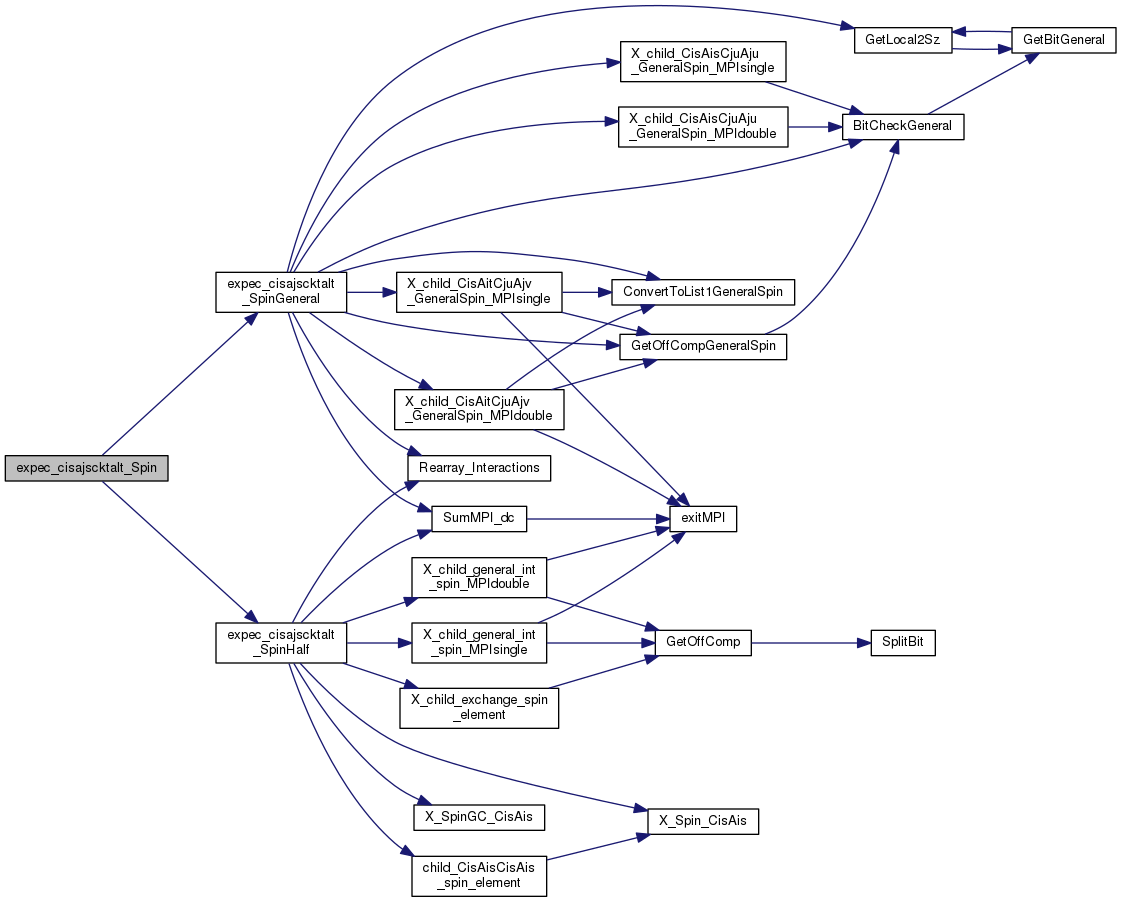 GetLocal2Sz
GetBitGeneral
X_child_CisAisCjuAju
_GeneralSpin_MPIsingle
X_child_CisAisCjuAju
_GeneralSpin_MPIdouble
BitCheckGeneral
expec_cisajscktalt
_SpinGeneral
X_child_CisAitCjuAjv
_GeneralSpin_MPIsingle
ConvertToList1GeneralSpin
GetOffCompGeneralSpin
X_child_CisAitCjuAjv
_GeneralSpin_MPIdouble
expec_cisajscktalt_Spin
Rearray_Interactions
SumMPI_dc
exitMPI
X_child_general_int
_spin_MPIdouble
expec_cisajscktalt
_SpinHalf
X_child_general_int
_spin_MPIsingle
GetOffComp
SplitBit
X_child_exchange_spin
_element
X_SpinGC_CisAis
X_Spin_CisAis
child_CisAisCisAis
_spin_element